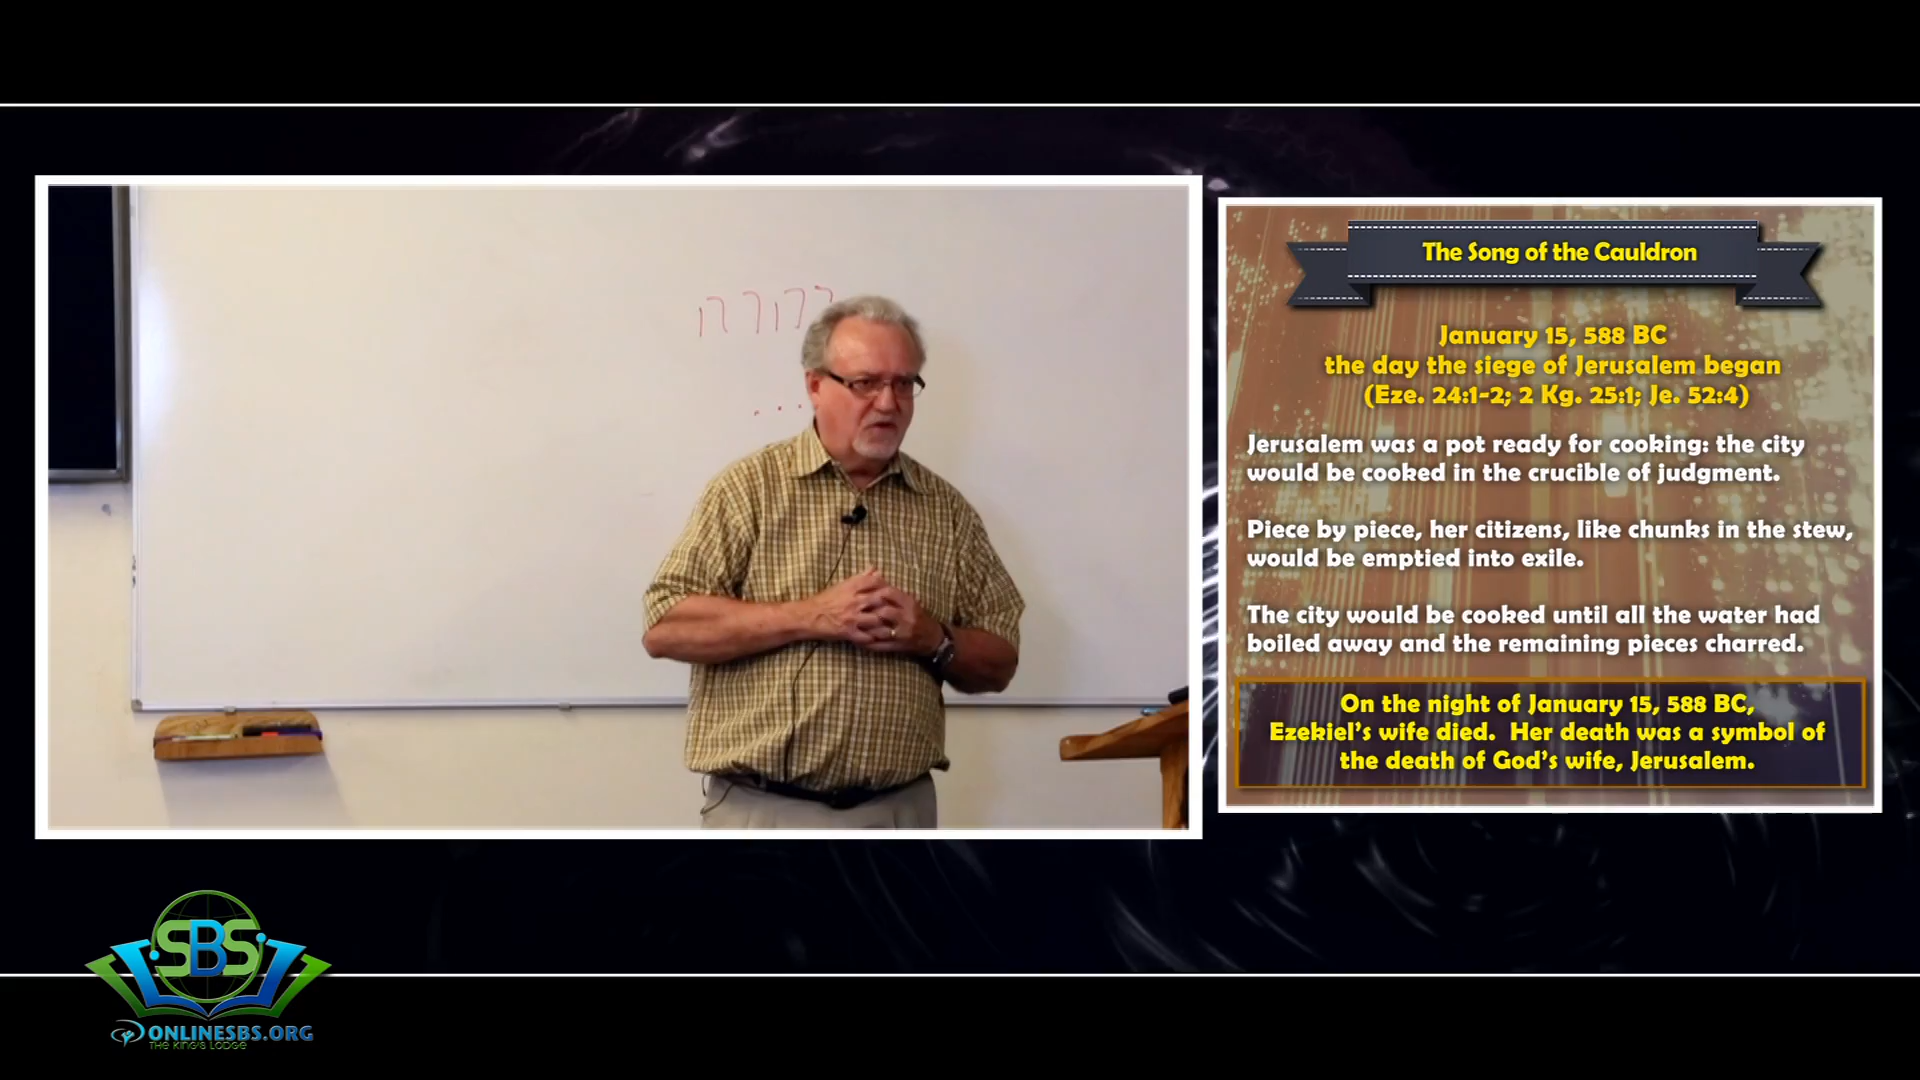 The Song of the Cauldron
January 15, 588 BC
the day the siege of Jerusalem began
(Eze. 24:1-2; 2 Kg. 25:1; Je. 52:4)
Jerusalem was a pot ready for cooking: the city
would be cooked in the crucible of judgment.
Piece by piece, her citizens, like chunks in the stew,
would be emptied into exile.
The city would be cooked until all the water had
boiled away and the remaining pieces charred.
On the night of January 15, 588 BC,
Ezekiel's wife died. Her death was a symbol of
the death of God's wife, Jerusalem.
SBS
ONLINESBS.ORG
THE KING'S LODGE